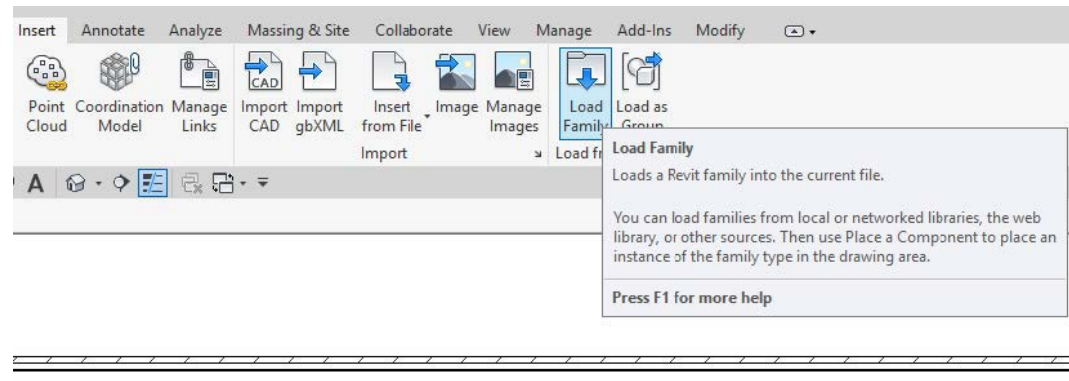 Insert Annotate Analyze Massing & Site Collaborate View Manage Add-Ins Modify
Point Coordination Manage Import Import Insert Image Manage Load Load as
Cloud Model Links CAD gbXML from File Images Family Group
CAD
Import Load fr
A
Load Family
Loads a Revit family into the current file.
You can load families from local or networked libraries, the web
library, or other sources. Then use Place a Component to place an
instance of the family type in the drawing area.
Press F1 for more help